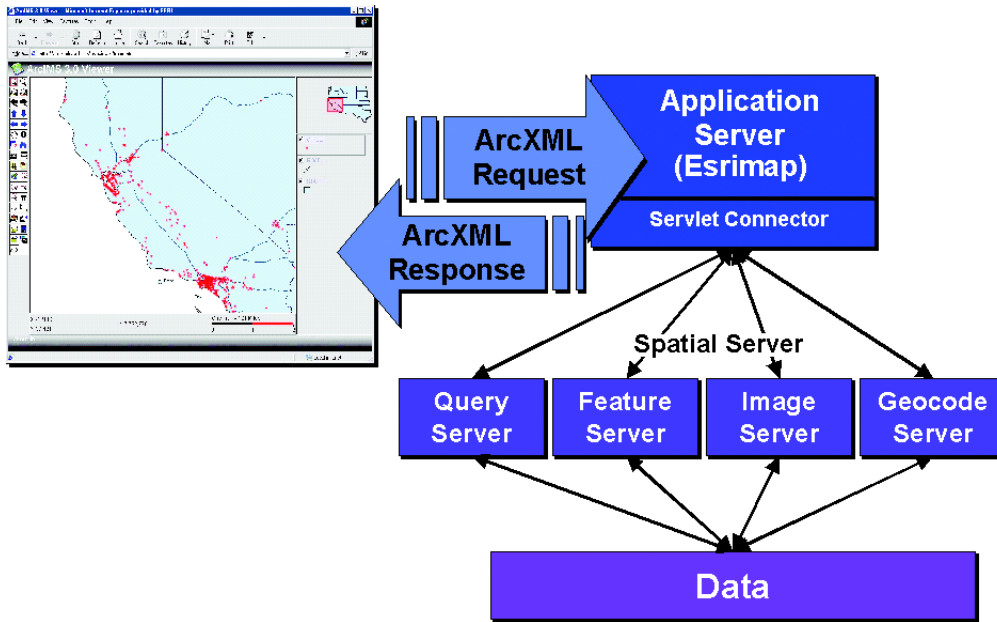 ArcIMS 3.0 Viewer
ArcXML
Request
ArcXML
Response
Application
Server
(Esrimap)
Servlet Connector
Spatial Server
Query
Server
Feature
Server
Image
Server
Geocode
Server
Data